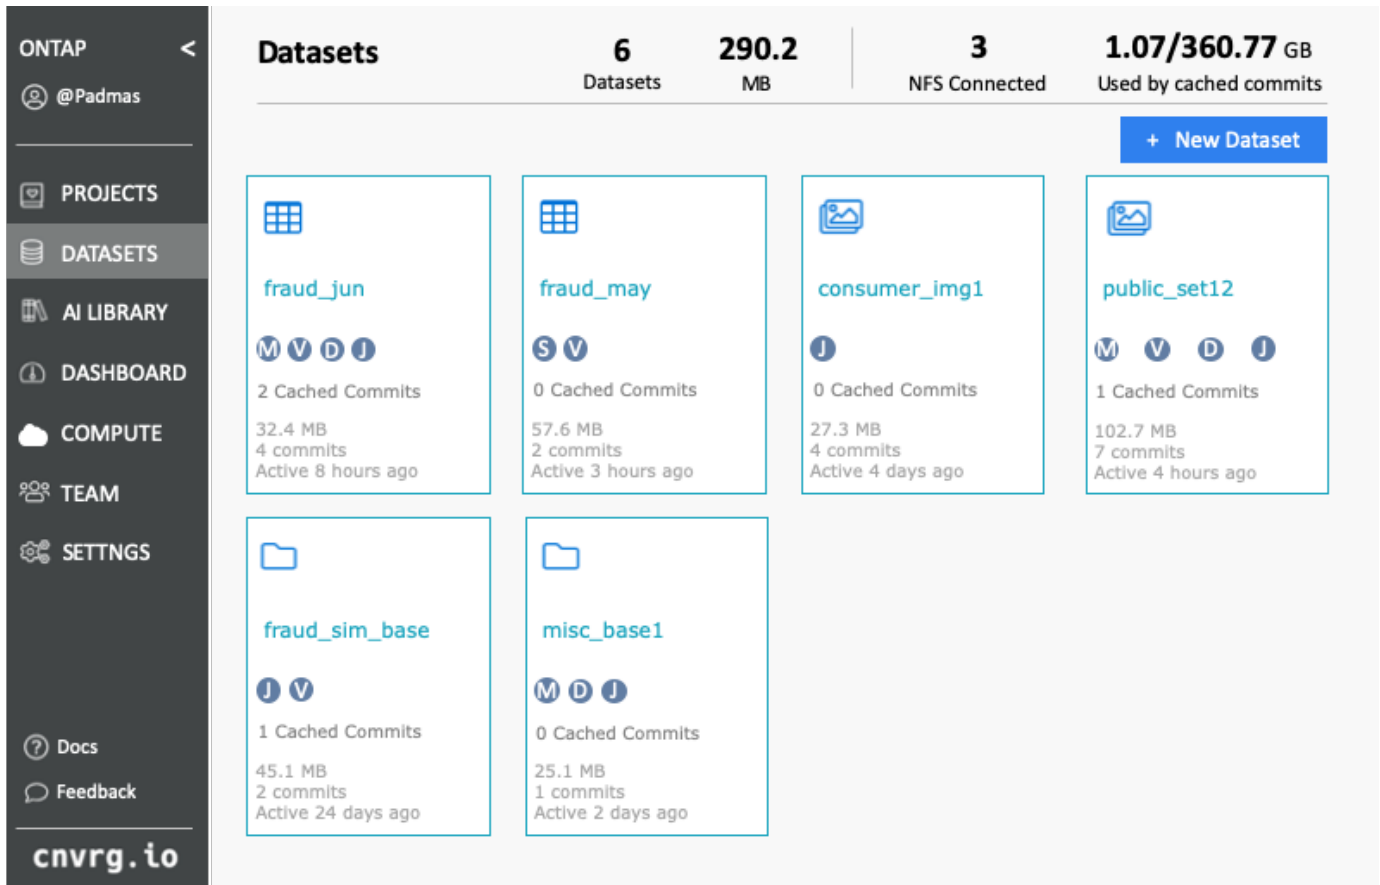 ONTAP <
@Padmas
PROJECTS
DATASETS
AI LIBRARY
DASHBOARD
COMPUTE
TEAM
SETTNGS
Docs
Feedback
cnvrg.io
Datasets
6
Datasets
290.2
MB
3
NFS Connected
1.07/360.77 GB
Used by cached commits
+ New Dataset
fraud_jun
M V D J
2 Cached Commits
32.4 MB
4 commits
Active 8 hours ago
fraud_may
S V
0 Cached Commits
57.6 MB
2 commits
Active 3 hours ago
consumer_img1
J
0 Cached Commits
27.3 MB
4 commits
Active 4 days ago
public_set12
M V D J
1 Cached Commits
102.7 MB
7 commits
Active 4 hours ago
fraud_sim_base
J V
1 Cached Commits
45.1 MB
2 commits
Active 24 days ago
misc_base1
M D J
0 Cached Commits
25.1 MB
1 commits
Active 2 days ago